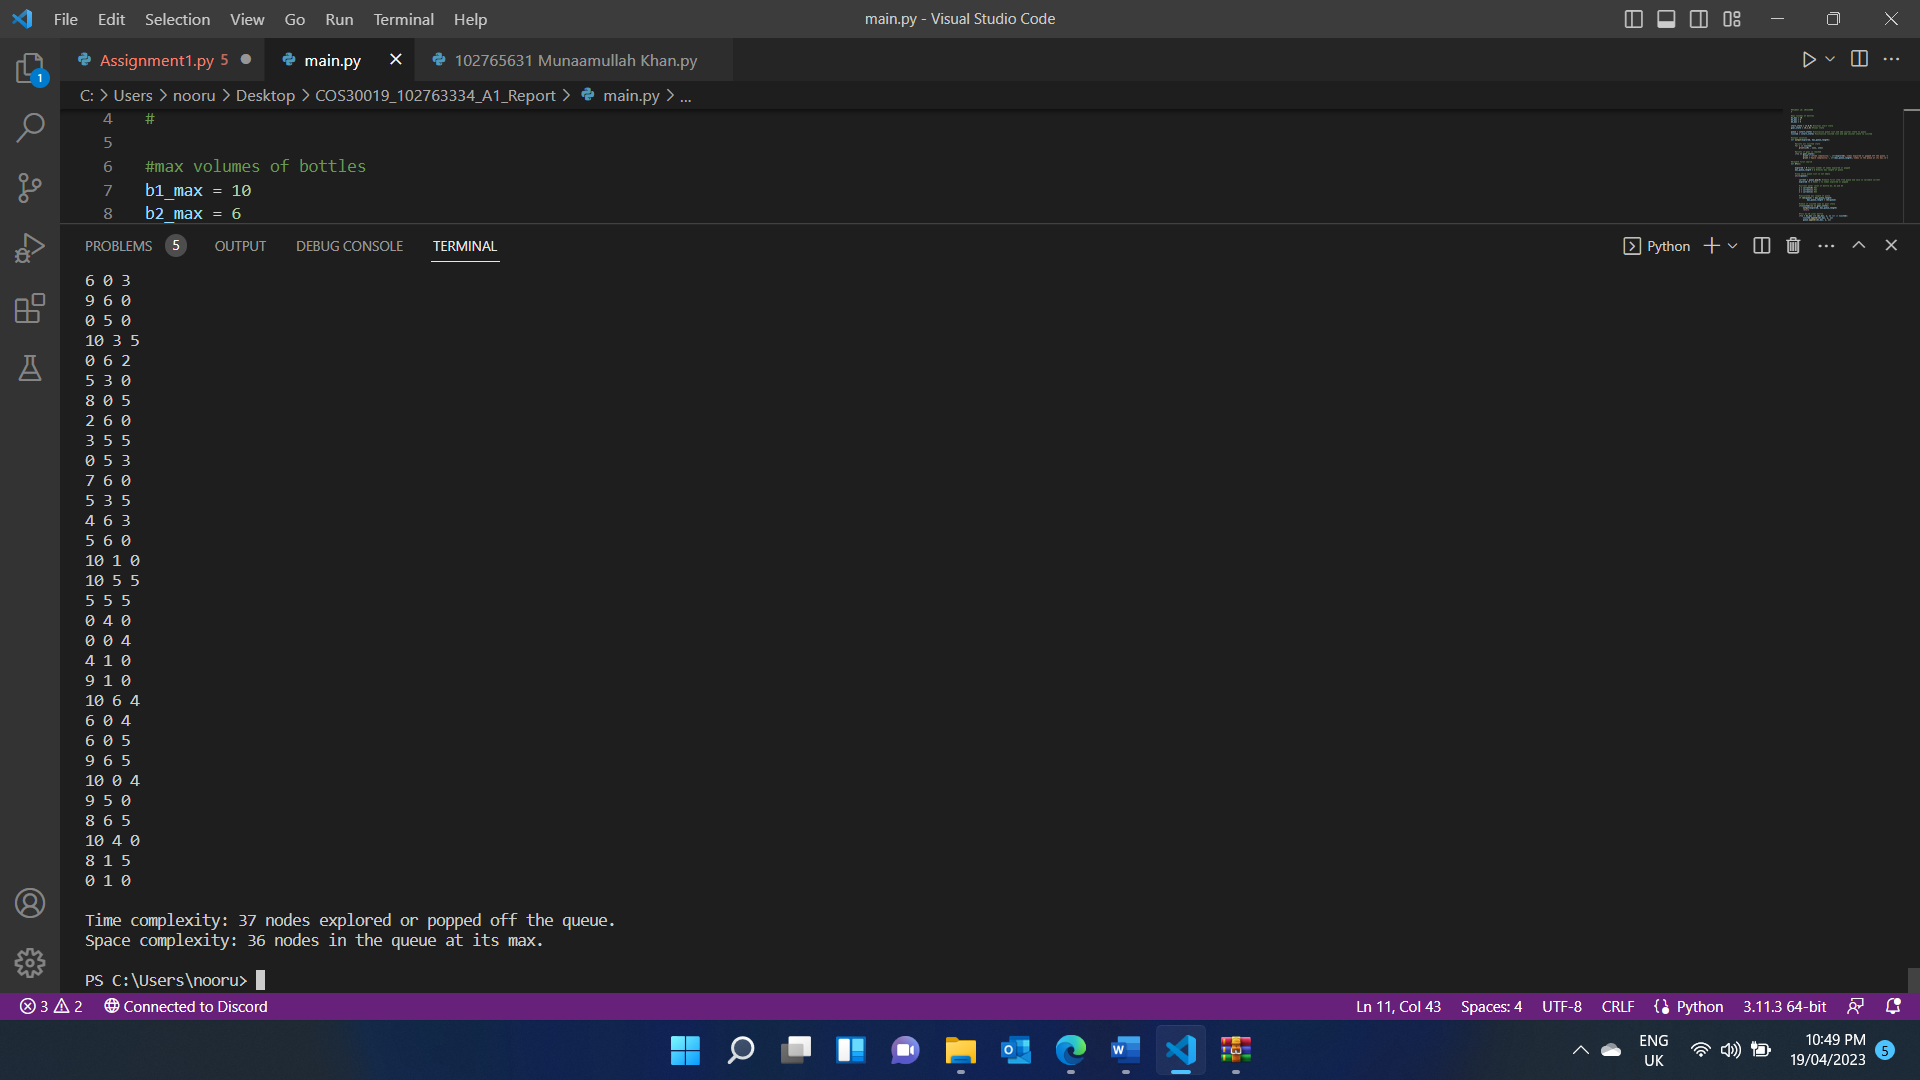 File Edit Selection View Go Run Terminal Help main.py - Visual Studio Code
1
Assignment1.py 5 main.py 102765631 Munaamullah Khan.py
C: > Users > nooru > Desktop > COS30019_102763334_A1_Report > main.py > ...
4 #
5
6 #max volumes of bottles
7 b1_max = 10
8 b2_max = 6
PROBLEMS 5 OUTPUT DEBUG CONSOLE TERMINAL Python
6 0 3
9 6 0
0 5 0
10 3 5
0 6 2
5 3 0
8 0 5
2 6 0
3 5 5
0 5 3
7 6 0
5 3 5
4 6 3
5 6 0
10 1 0
10 5 5
5 5 5
0 4 0
0 0 4
4 1 0
9 1 0
10 6 4
6 0 4
6 0 5
9 6 5
10 0 4
9 5 0
8 6 5
10 4 0
8 1 5
0 1 0
Time complexity: 37 nodes explored or popped off the queue.
Space complexity: 36 nodes in the queue at its max.
PS C:\Users\nooru>
3 2 Connected to Discord Ln 11, Col 43 Spaces: 4 UTF-8 CRLF Python 3.11.3 64-bit
ENG 10:49 PM
UK 19/04/2023 5